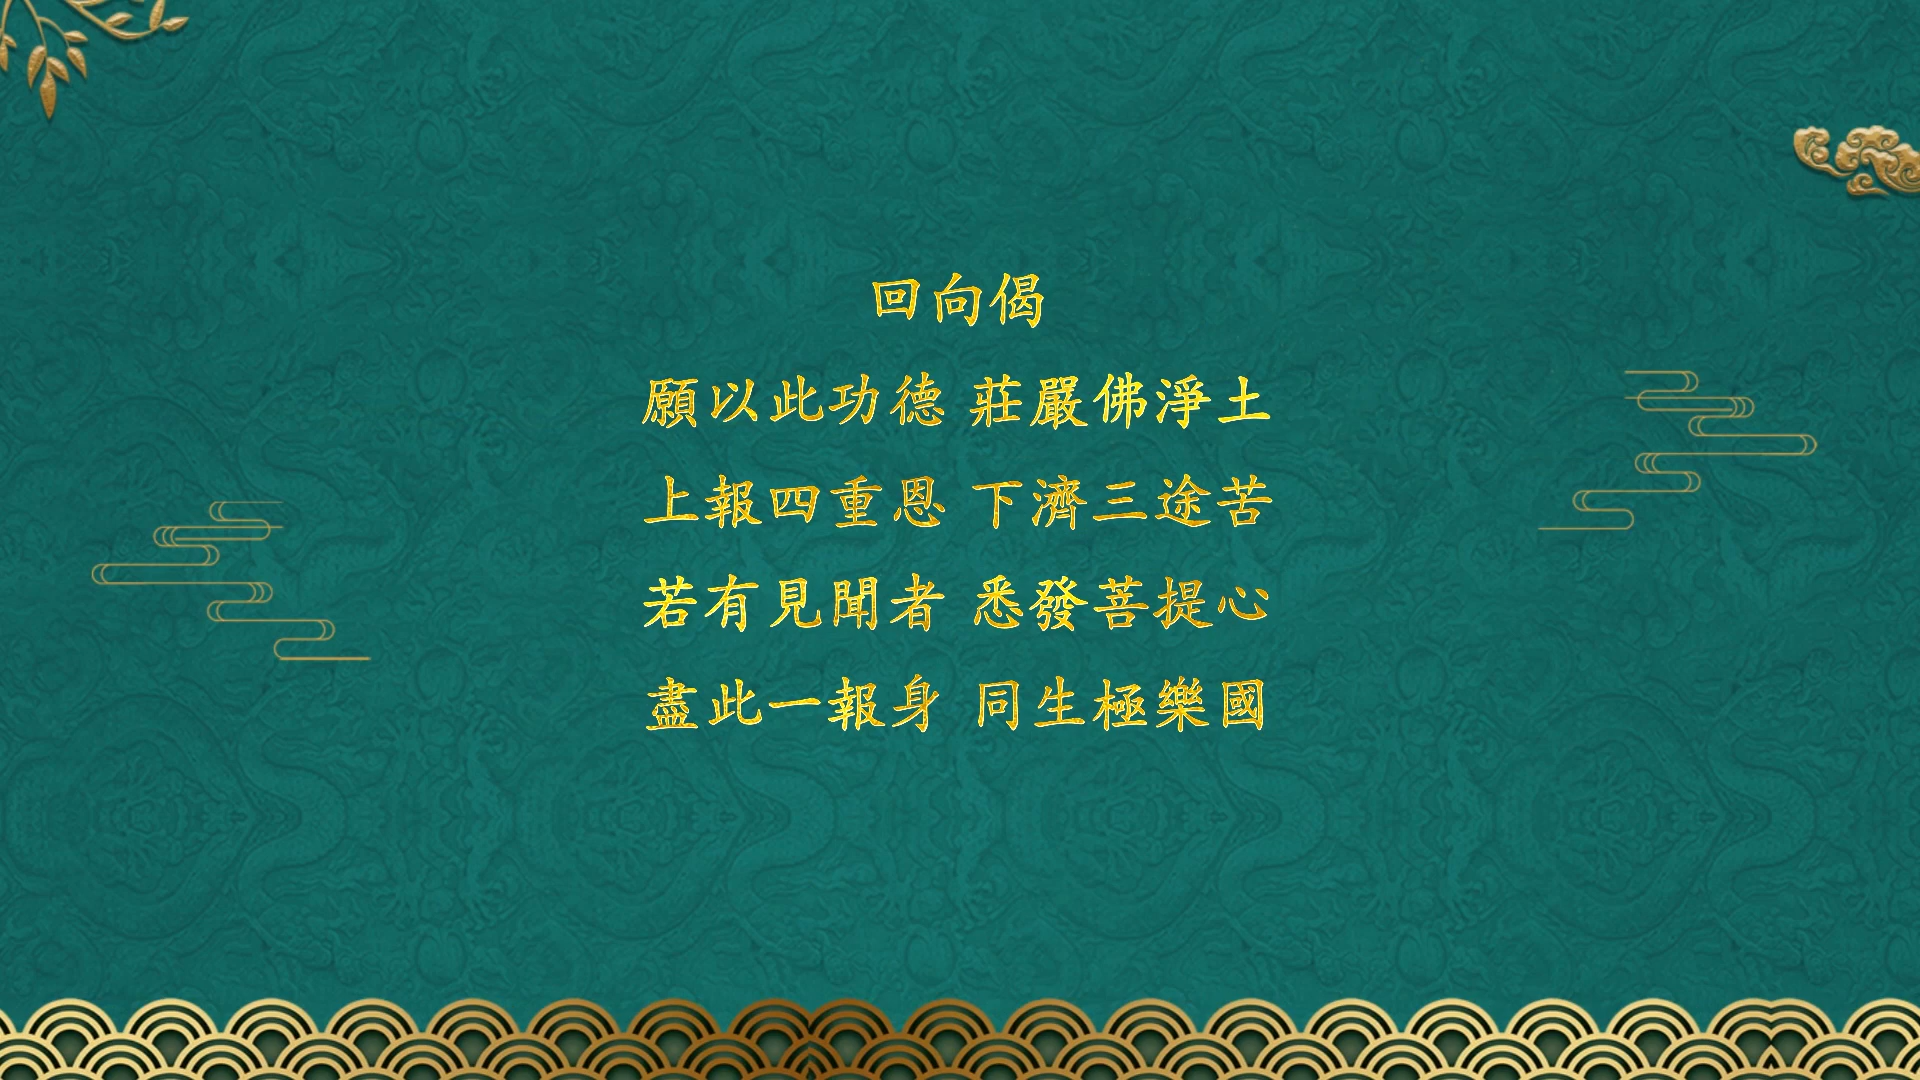 回向偈
願以此功德 莊嚴佛淨土
上報四重恩 下濟三途苦
若有見聞者 悉發菩提心
盡此一報身 同生極樂國